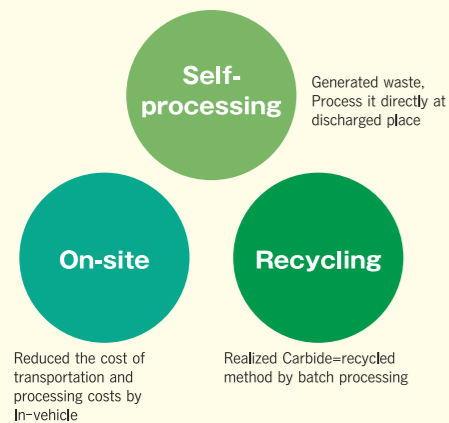 Self-
processing
Generated waste,
Process it directly at
discharged place
On-site
Recycling
Reduced the cost of
transportation and
processing costs by
In-vehicle
Realized Carbide=recycled
method by batch processing